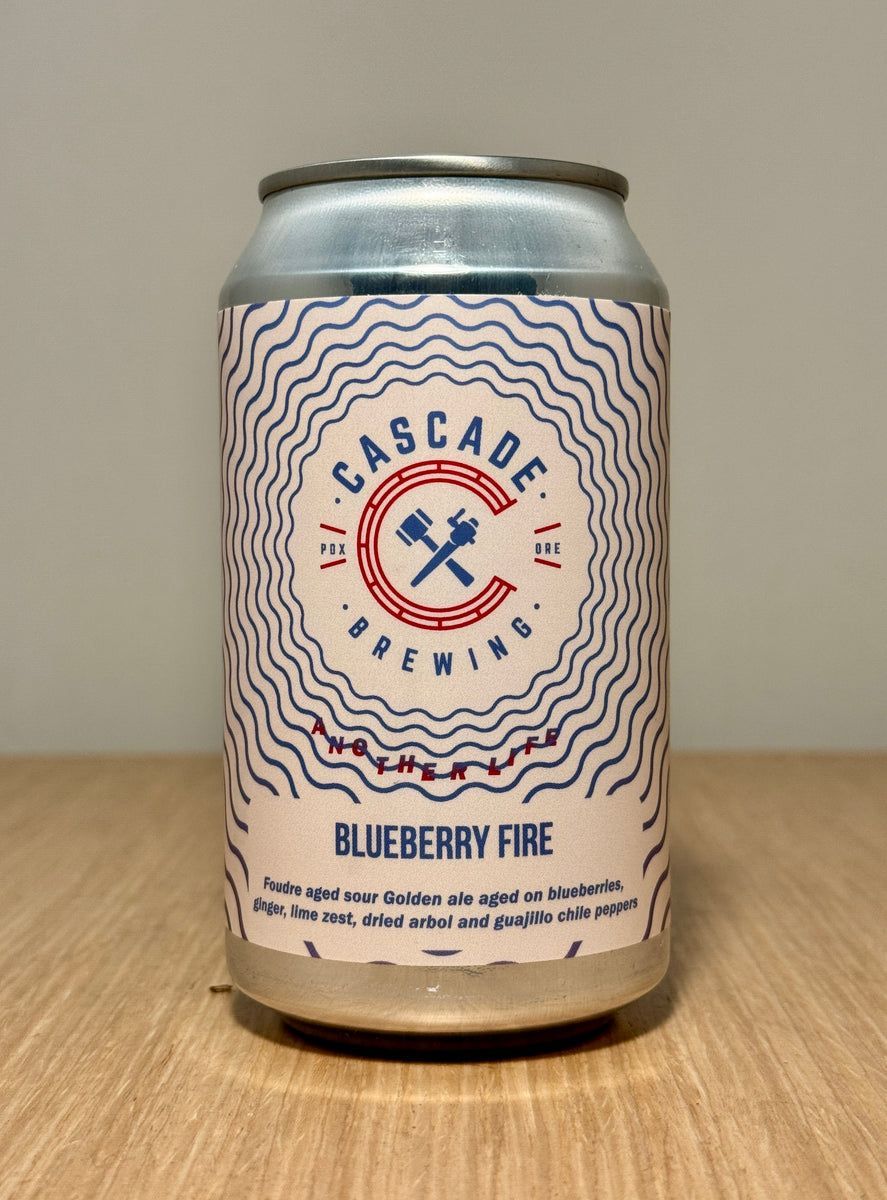 CASCADE
PDX ORE
BREWING
ANOTHER LIFE
BLUEBERRY FIRE
Foudre aged sour Golden ale aged on blueberries,
ginger, lime zest, dried arbol and guajillo chile peppers